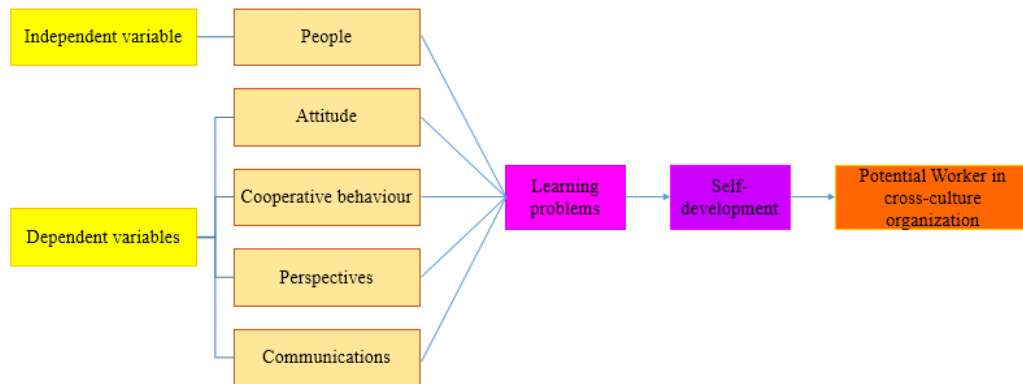 Independent variable
People
Attitude
Cooperative behaviour
Dependent variables
Perspectives
Communications
Learning
problems
Self-
development
Potential Worker in
cross-culture
organization